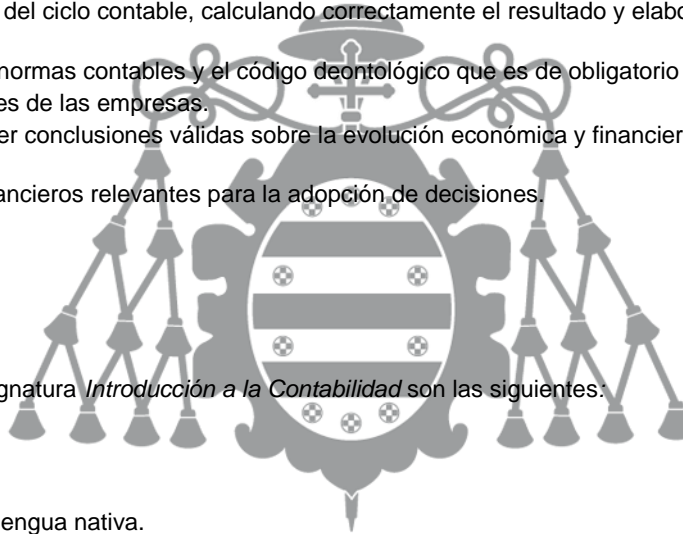 del ciclo contable, calculando correctamente el resultado y elabo
normas contables y el código deontológico que es de obligatorio
es de las empresas.
er conclusiones válidas sobre la evolución económica y financier
ancieros relevantes para la adopción de decisiones.
ignatura Introducción a la Contabilidad son las siguientes:
lengua nativa.